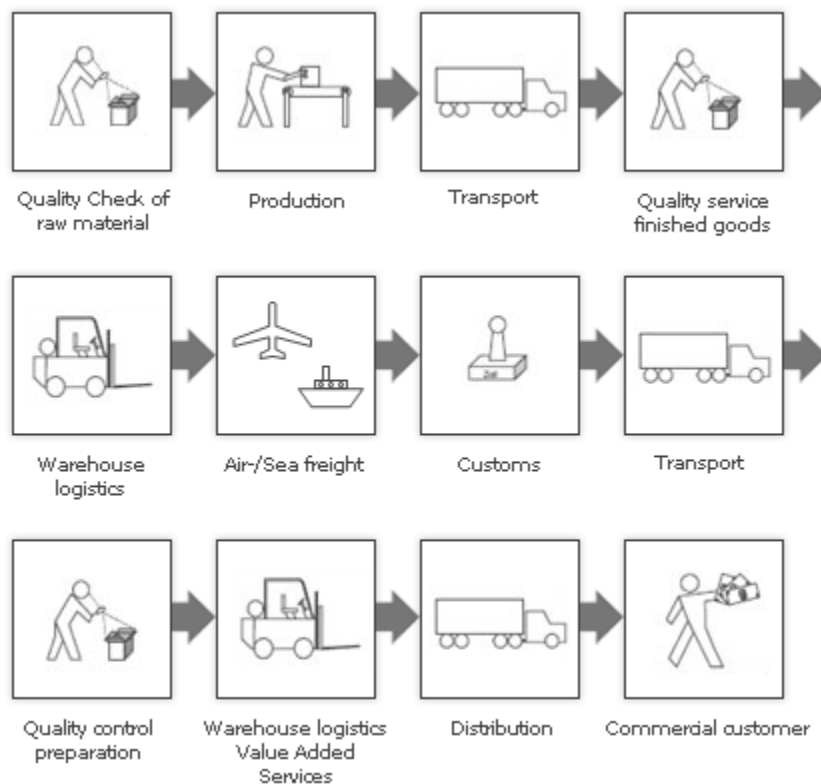 Quality Check of
raw material
Production
Transport
Quality service
finished goods
Warehouse
logistics
Air-/Sea freight
Customs
Transport
Quality control
preparation
Warehouse logistics
Value Added
Services
Distribution
Commercial customer